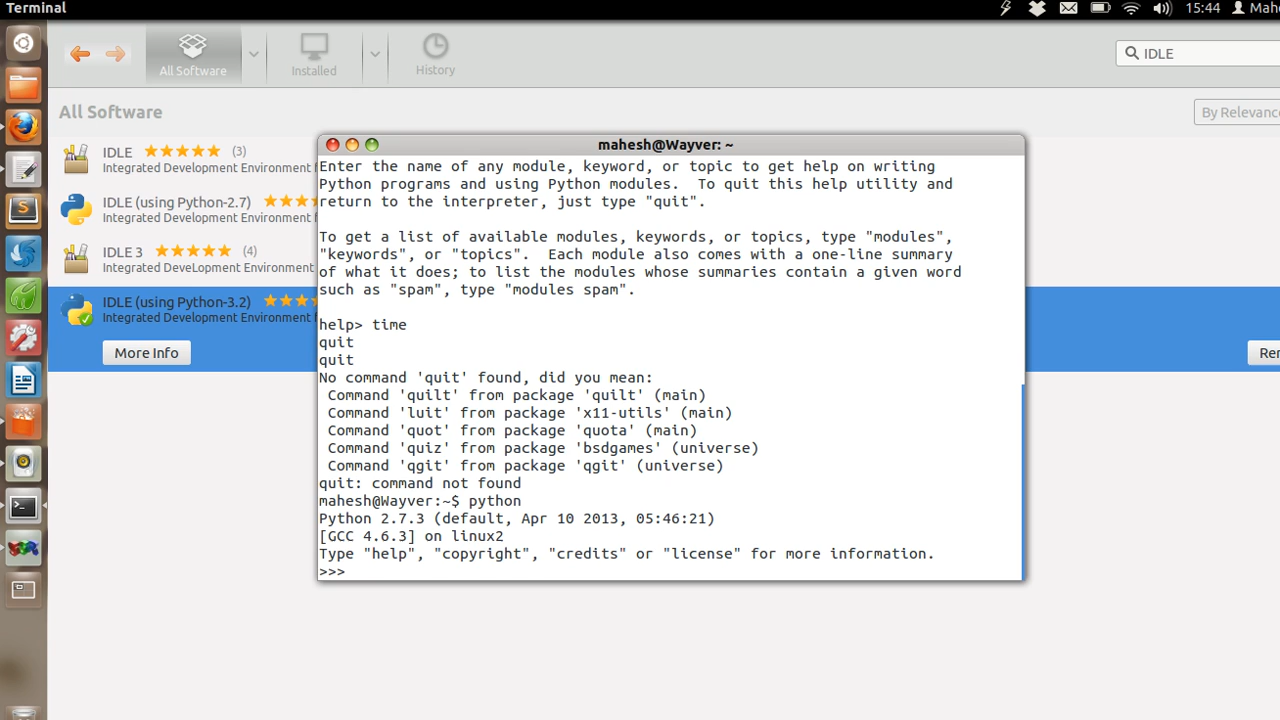 Terminal
15:44
Mahe
All Software
Installed
History
IDLE
All Software
By Relevanc
IDLE (3)
Integrated Development Environment f
IDLE (using Python-2.7)
Integrated Development Environment f
IDLE 3 (4)
Integrated Development Environment f
IDLE (using Python-3.2)
Integrated Development Environment f
More Info
Re
mahesh@Wayver: ~
Enter the name of any module, keyword, or topic to get help on writing
Python programs and using Python modules.  To quit this help utility and
return to the interpreter, just type "quit".
To get a list of available modules, keywords, or topics, type "modules",
"keywords", or "topics".  Each module also comes with a one-line summary
of what it does; to list the modules whose summaries contain a given word
such as "spam", type "modules spam".
help> time
quit
quit
No command 'quit' found, did you mean:
Command 'quilt' from package 'quilt' (main)
Command 'luit' from package 'x11-utils' (main)
Command 'quot' from package 'quota' (main)
Command 'quiz' from package 'bsdgames' (universe)
Command 'qgit' from package 'qgit' (universe)
quit: command not found
mahesh@Wayver:~$ python
Python 2.7.3 (default, Apr 10 2013, 05:46:21)
[GCC 4.6.3] on linux2
Type "help", "copyright", "credits" or "license" for more information.
>>>